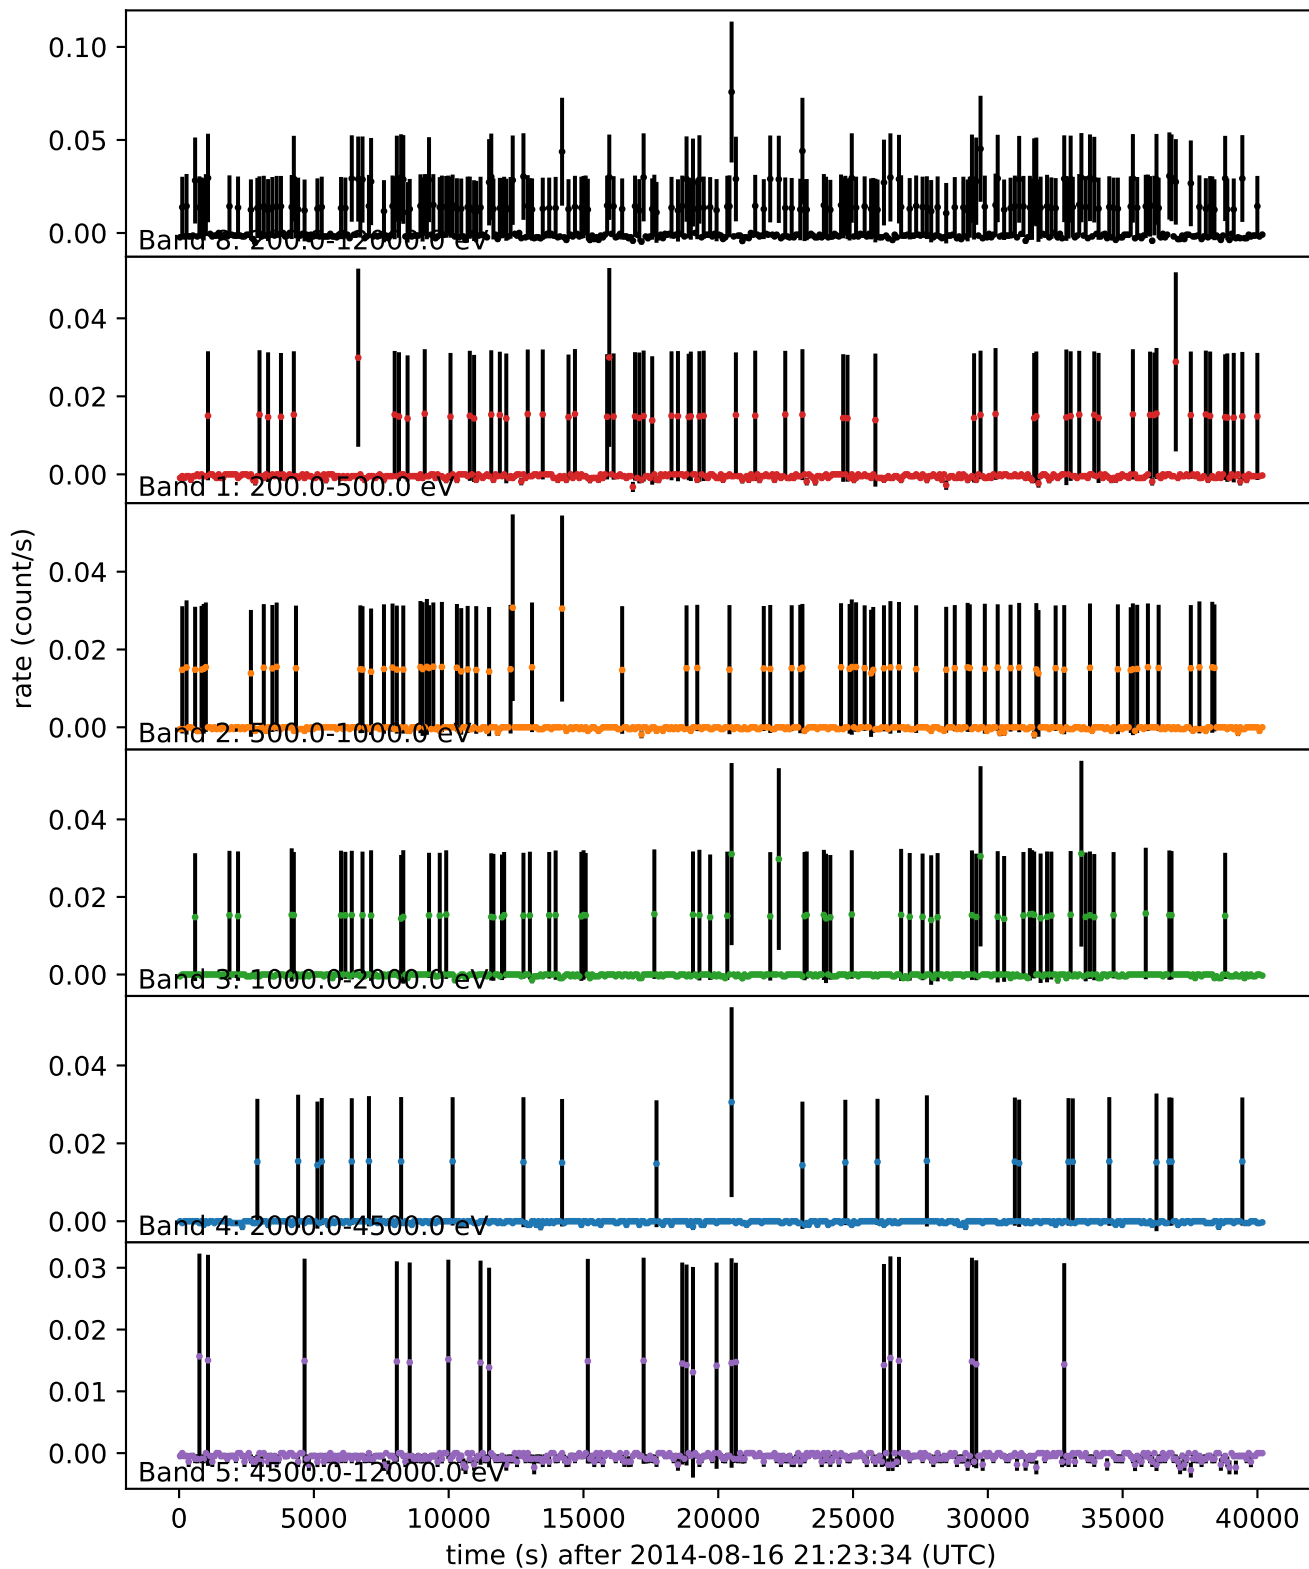 0.10
0.05
0.00
Band 8: 200.0-12000.0 eV
0.04
0.02
0.00
Band 1: 200.0-500.0 eV
0.04
0.02
0.00
Band 2: 500.0-1000.0 eV
rate (count/s)
0.04
0.02
0.00
Band 3: 1000.0-2000.0 eV
0.04
0.02
0.00
Band 4: 2000.0-4500.0 eV
0.03
0.02
0.01
0.00
Band 5: 4500.0-12000.0 eV
0 5000 10000 15000 20000 25000 30000 35000 40000
time (s) after 2014-08-16 21:23:34 (UTC)